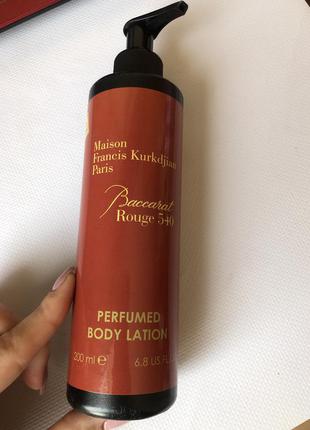 Maison
Francis Kurkdjian
Paris
Baccarat
Rouge 540
PERFUMED
BODY LATION
200 ml e 6.8 US FL